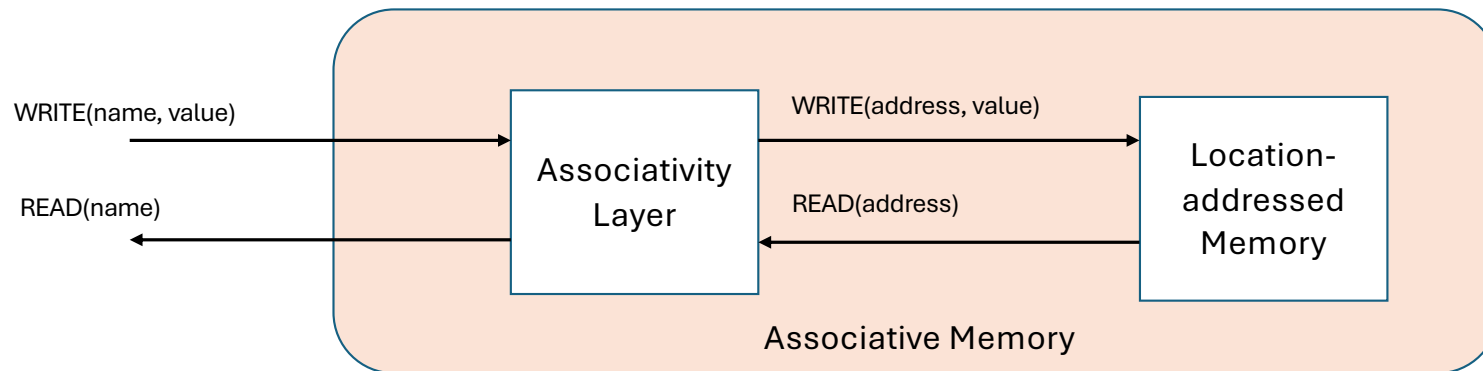 WRITE(name, value)
READ(name)
Associativity
Layer
WRITE(address, value)
READ(address)
Location-
addressed
Memory
Associative Memory